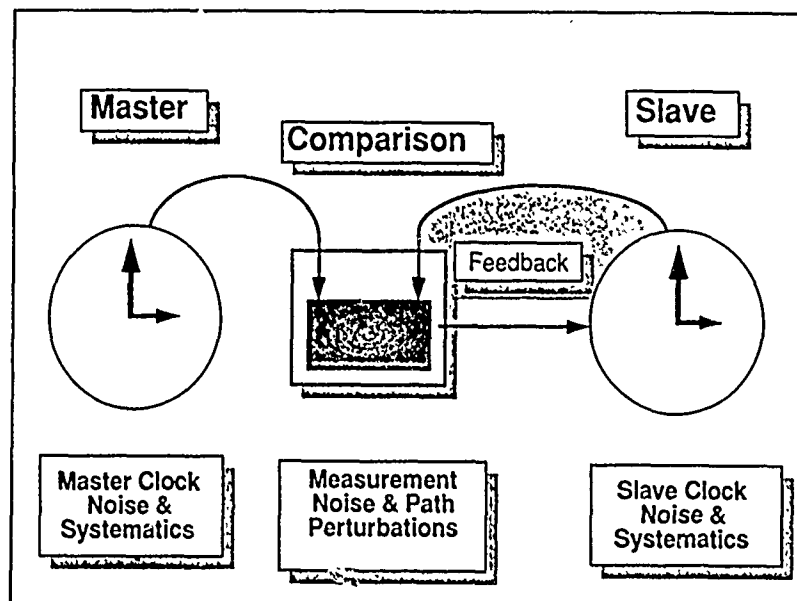 Master
Comparison
Slave
Feedback
Master Clock
Noise &
Systematics
Measurement
Noise & Path
Perturbations
Slave Clock
Noise &
Systematics